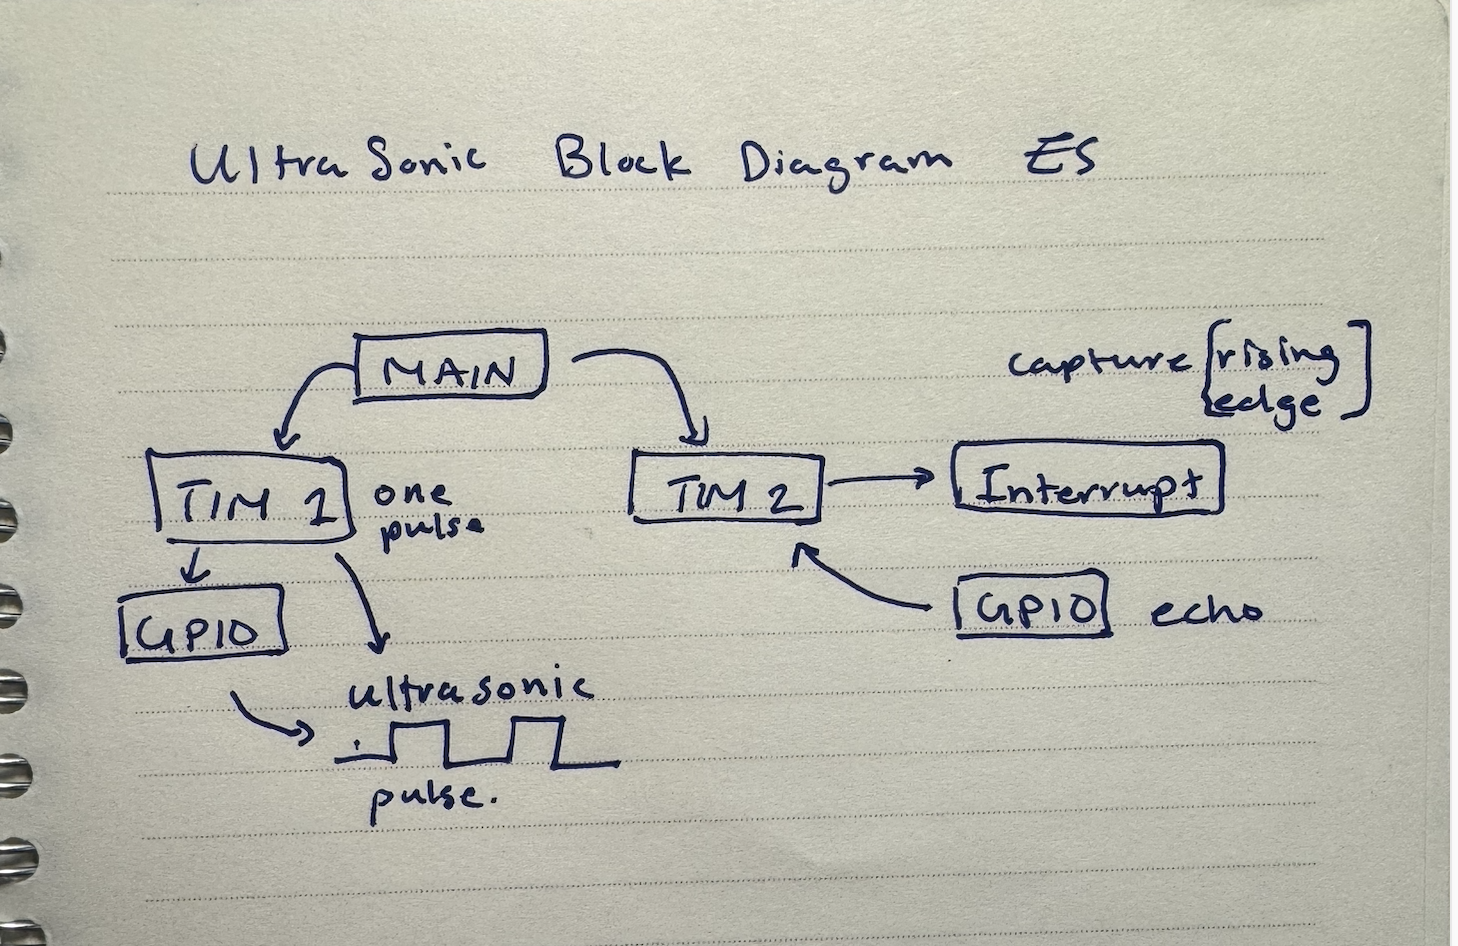 UltraSonic Block Diagram ES
MAIN
capture [rising
edge]
TIM 1 one
pulse
TIM 2
Interrupt
GPIO
GPIO echo
ultrasonic
pulse.